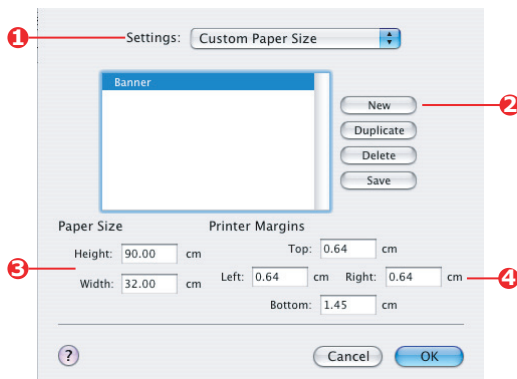 1 Settings: Custom Paper Size
Banner
New 2
Duplicate
Delete
Save
Paper Size Printer Margins
Height: 90.00 cm Top: 0.64 cm
3 Width: 32.00 cm Left: 0.64 cm Right: 0.64 cm 4
Bottom: 1.45 cm
? Cancel OK